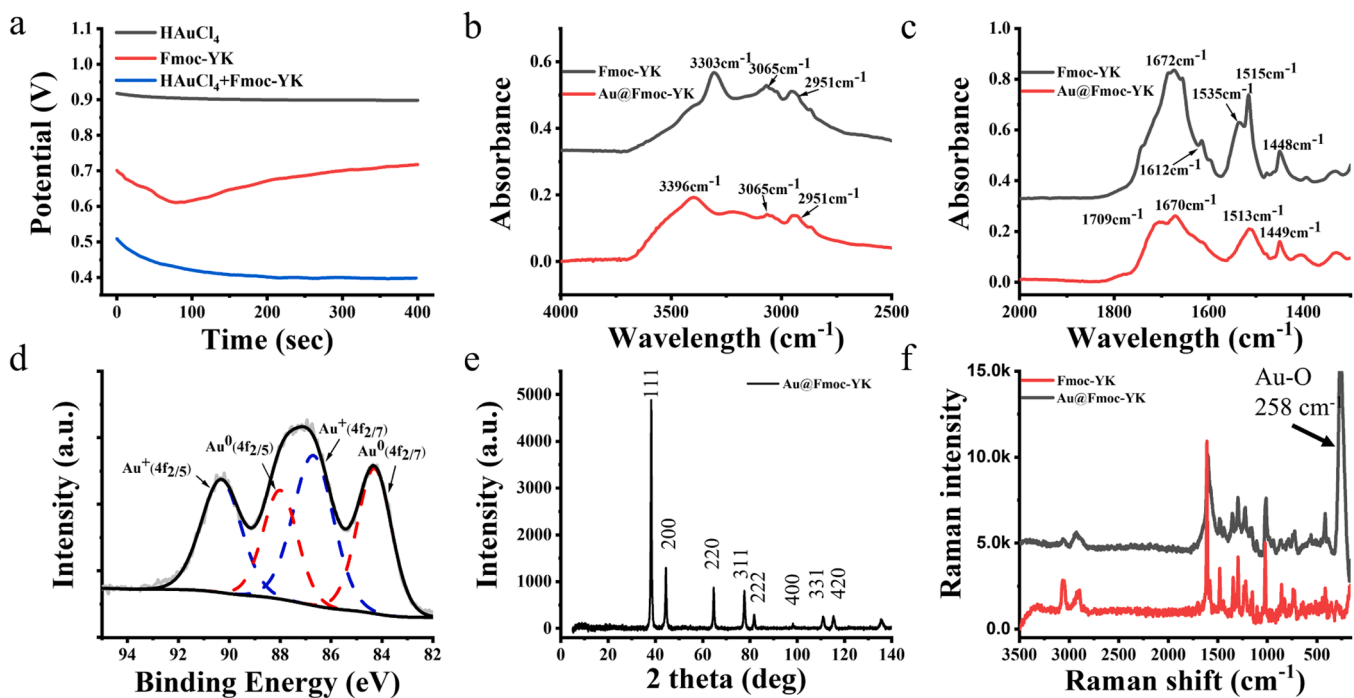 a
HAuCl₄
Fmoc-YK
HAuCl₄+Fmoc-YK
1.1
1.0
0.9
0.8
0.7
0.6
0.5
0.4
Potential (V)
0
100
200
300
400
Time (sec)
b
Fmoc-YK
Au@Fmoc-YK
3303cm⁻¹
3065cm⁻¹
2951cm⁻¹
3396cm⁻¹
3065cm⁻¹
2951cm⁻¹
0.6
0.4
0.2
0.0
Absorbance
4000
3500
3000
2500
Wavelength (cm⁻¹)
c
Fmoc-YK
Au@Fmoc-YK
1672cm⁻¹
1515cm⁻¹
1535cm⁻¹
1612cm⁻¹
1448cm⁻¹
1709cm⁻¹
1670cm⁻¹
1513cm⁻¹
1449cm⁻¹
1.0
0.8
0.6
0.4
0.2
0.0
Absorbance
2000
1800
1600
1400
Wavelength (cm⁻¹)
d
Au⁺(4f₂/₅)
Au⁰(4f₂/₅)
Au⁺(4f₂/₇)
Au⁰(4f₂/₇)
Intensity (a.u.)
94
92
90
88
86
84
82
Binding Energy (eV)
e
Au@Fmoc-YK
111
200
220
311
222
400
331
420
5000
4000
3000
2000
1000
0
Intensity (a.u.)
0
20
40
60
80
100
120
140
2 theta (deg)
f
Fmoc-YK
Au@Fmoc-YK
Au-O
258 cm⁻¹
15.0k
10.0k
5.0k
0.0
Raman intensity
3500
3000
2500
2000
1500
1000
500
Raman shift (cm⁻¹)